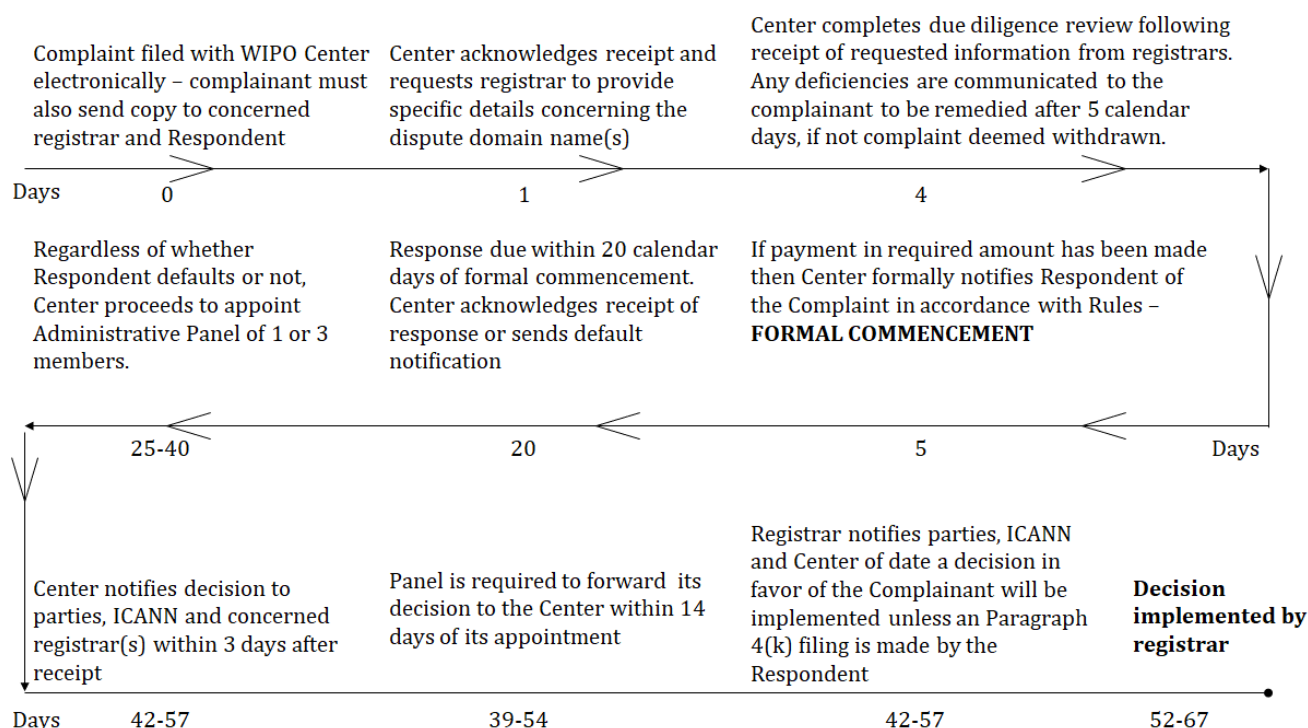 Complaint filed with WIPO Center
electronically – complainant must
also send copy to concerned
registrar and Respondent
Center acknowledges receipt and
requests registrar to provide
specific details concerning the
dispute domain name(s)
Center completes due diligence review following
receipt of requested information from registrars.
Any deficiencies are communicated to the
complainant to be remedied after 5 calendar
days, if not complaint deemed withdrawn.
Days 0 1 4
Regardless of whether
Respondent defaults or not,
Center proceeds to appoint
Administrative Panel of 1 or 3
members.
Response due within 20 calendar
days of formal commencement.
Center acknowledges receipt of
response or sends default
notification
If payment in required amount has been made
then Center formally notifies Respondent of
the Complaint in accordance with Rules –
FORMAL COMMENCEMENT
25-40 20 5 Days
Center notifies decision to
parties, ICANN and concerned
registrar(s) within 3 days after
receipt
Panel is required to forward its
decision to the Center within 14
days of its appointment
Registrar notifies parties, ICANN
and Center of date a decision in
favor of the Complainant will be
implemented unless an Paragraph
4(k) filing is made by the
Respondent
Decision
implemented by
registrar
Days 42-57 39-54 42-57 52-67